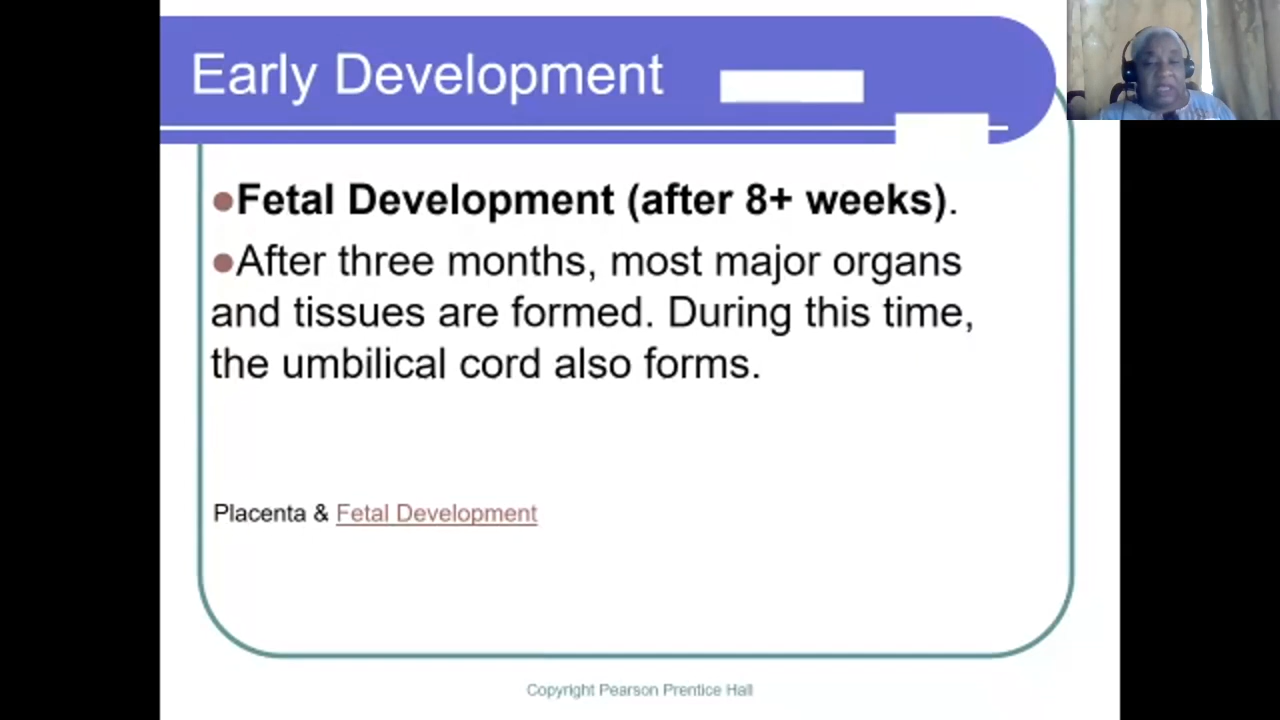 Early Development
●Fetal Development (after 8+ weeks).
●After three months, most major organs
and tissues are formed. During this time,
the umbilical cord also forms.
Placenta & Fetal Development
Copyright Pearson Prentice Hall